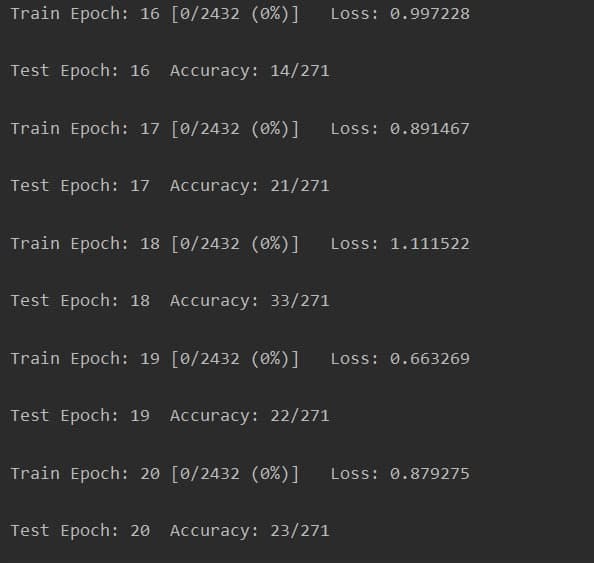 Train Epoch: 16 [0/2432 (0%)]   Loss: 0.997228
Test Epoch: 16  Accuracy: 14/271
Train Epoch: 17 [0/2432 (0%)]   Loss: 0.891467
Test Epoch: 17  Accuracy: 21/271
Train Epoch: 18 [0/2432 (0%)]   Loss: 1.111522
Test Epoch: 18  Accuracy: 33/271
Train Epoch: 19 [0/2432 (0%)]   Loss: 0.663269
Test Epoch: 19  Accuracy: 22/271
Train Epoch: 20 [0/2432 (0%)]   Loss: 0.879275
Test Epoch: 20  Accuracy: 23/271